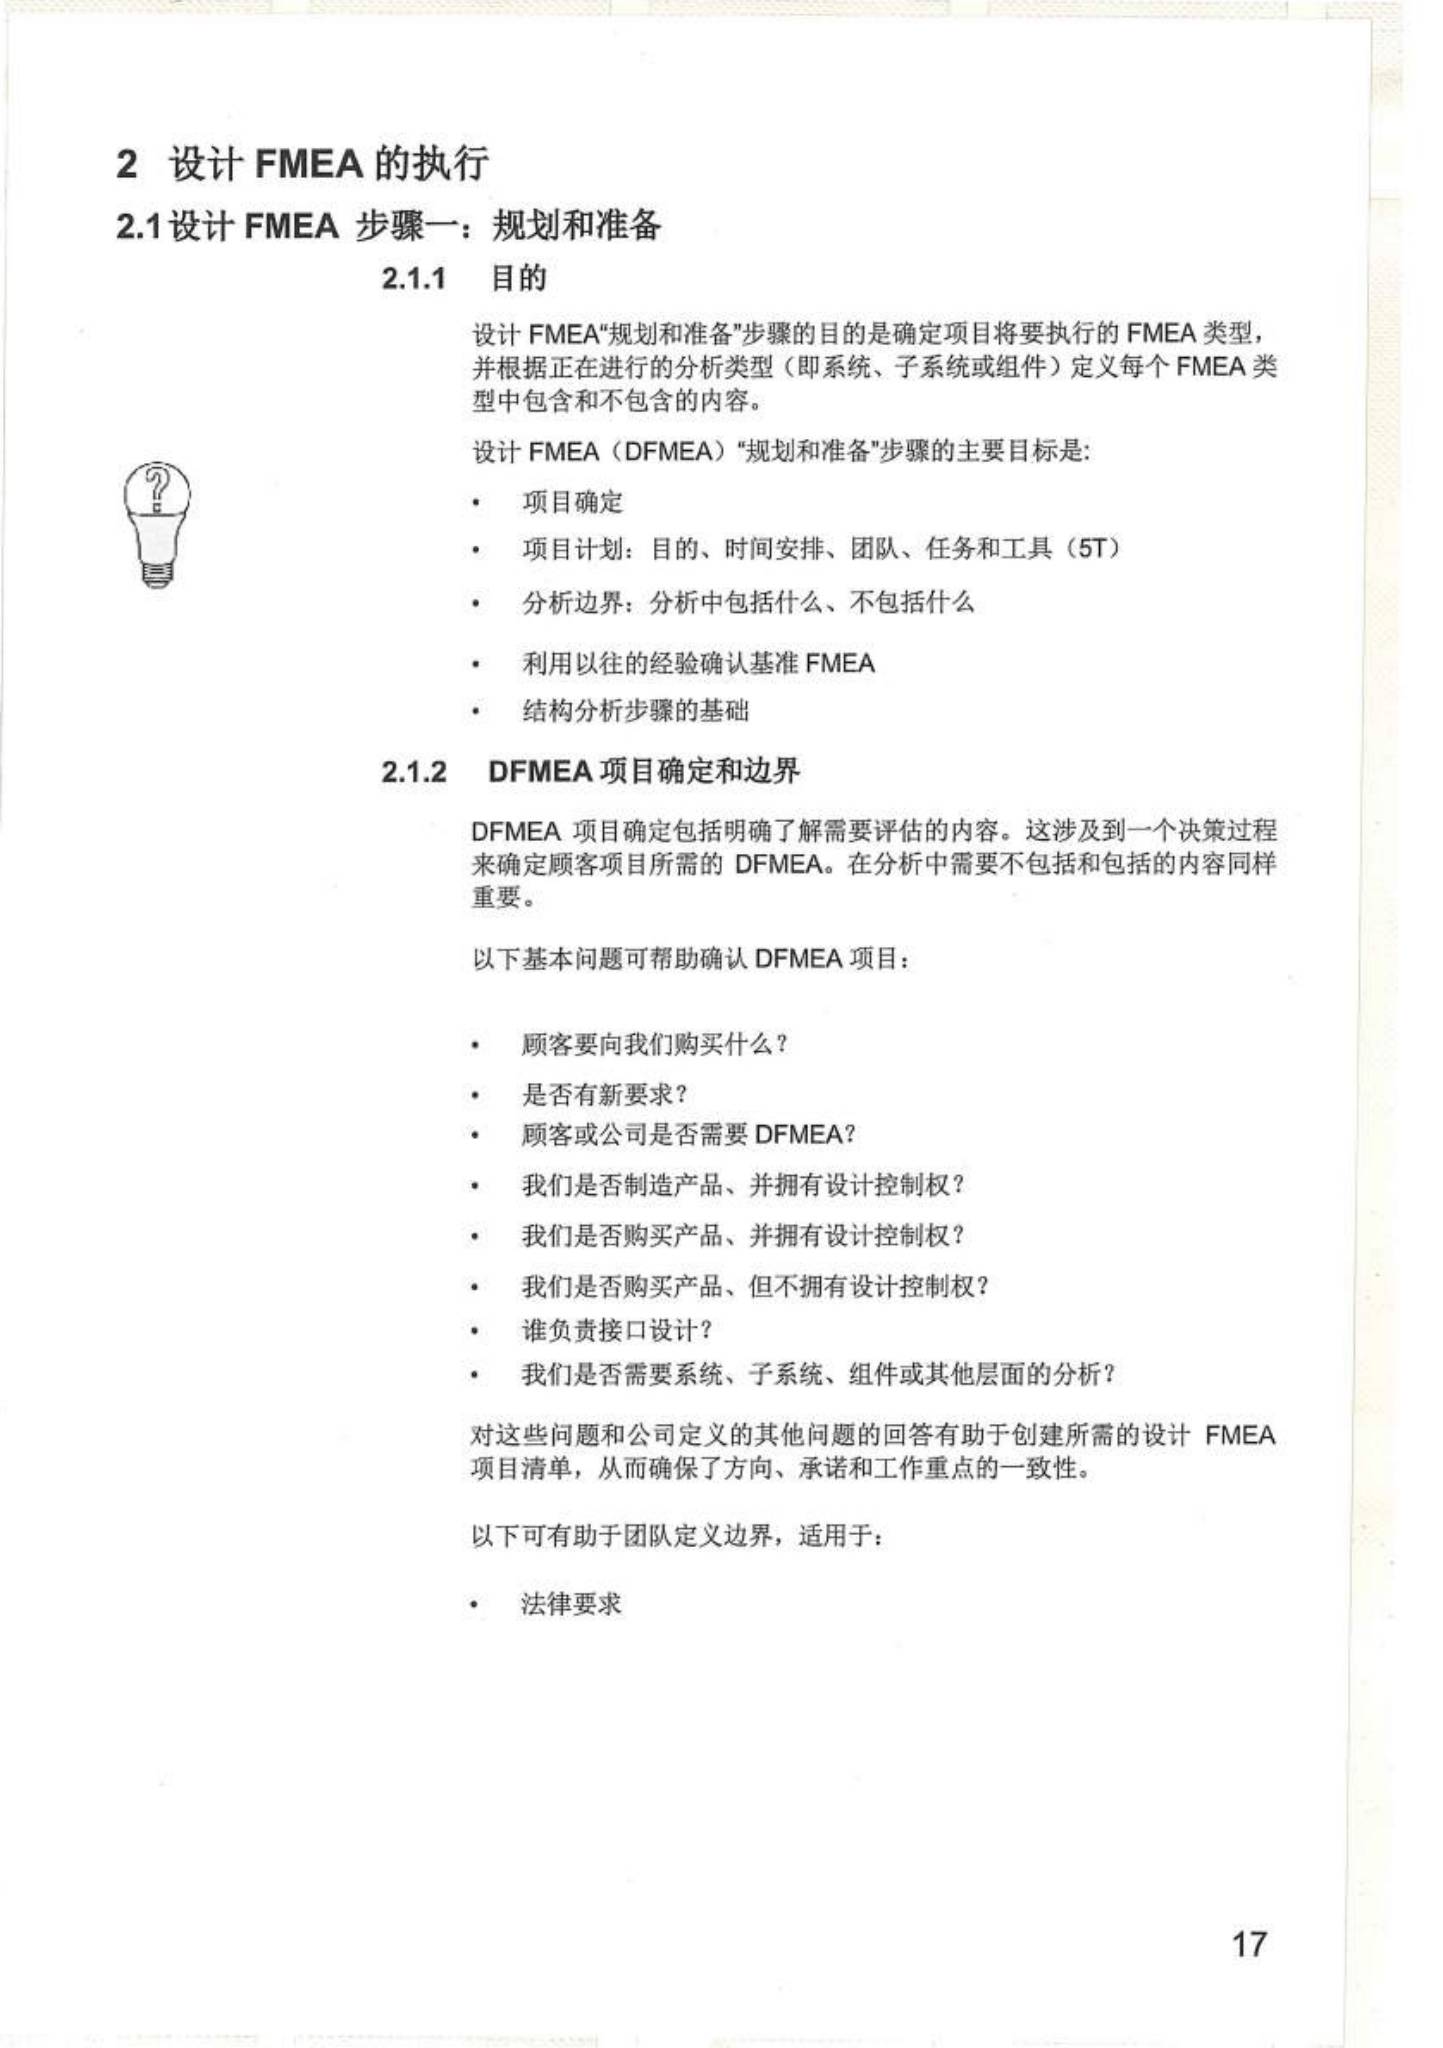 2 设计 FMEA 的执行
2.1设计 FMEA 步骤一：规划和准备
2.1.1 目的
设计 FMEA“规划和准备”步骤的目的是确定项目将要执行的 FMEA 类型，
并根据正在进行的分析类型（即系统、子系统或组件）定义每个 FMEA 类
型中包含和不包含的内容。
设计 FMEA（DFMEA）“规划和准备”步骤的主要目标是:
?
• 项目确定
• 项目计划：目的、时间安排、团队、任务和工具（5T）
• 分析边界：分析中包括什么、不包括什么
• 利用以往的经验确认基准 FMEA
• 结构分析步骤的基础
2.1.2 DFMEA 项目确定和边界
DFMEA 项目确定包括明确了解需要评估的内容。这涉及到一个决策过程
来确定顾客项目所需的 DFMEA。在分析中需要不包括和包括的内容同样
重要。
以下基本问题可帮助确认 DFMEA 项目：
• 顾客要向我们购买什么？
• 是否有新要求？
• 顾客或公司是否需要 DFMEA？
• 我们是否制造产品、并拥有设计控制权？
• 我们是否购买产品、并拥有设计控制权？
• 我们是否购买产品、但不拥有设计控制权？
• 谁负责接口设计？
• 我们是否需要系统、子系统、组件或其他层面的分析？
对这些问题和公司定义的其他问题的回答有助于创建所需的设计 FMEA
项目清单，从而确保了方向、承诺和工作重点的一致性。
以下可有助于团队定义边界，适用于：
• 法律要求
17